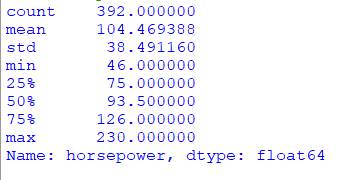 count    392.000000
mean     104.469388
std       38.491160
min       46.000000
25%       75.000000
50%       93.500000
75%      126.000000
max      230.000000
Name: horsepower, dtype: float64